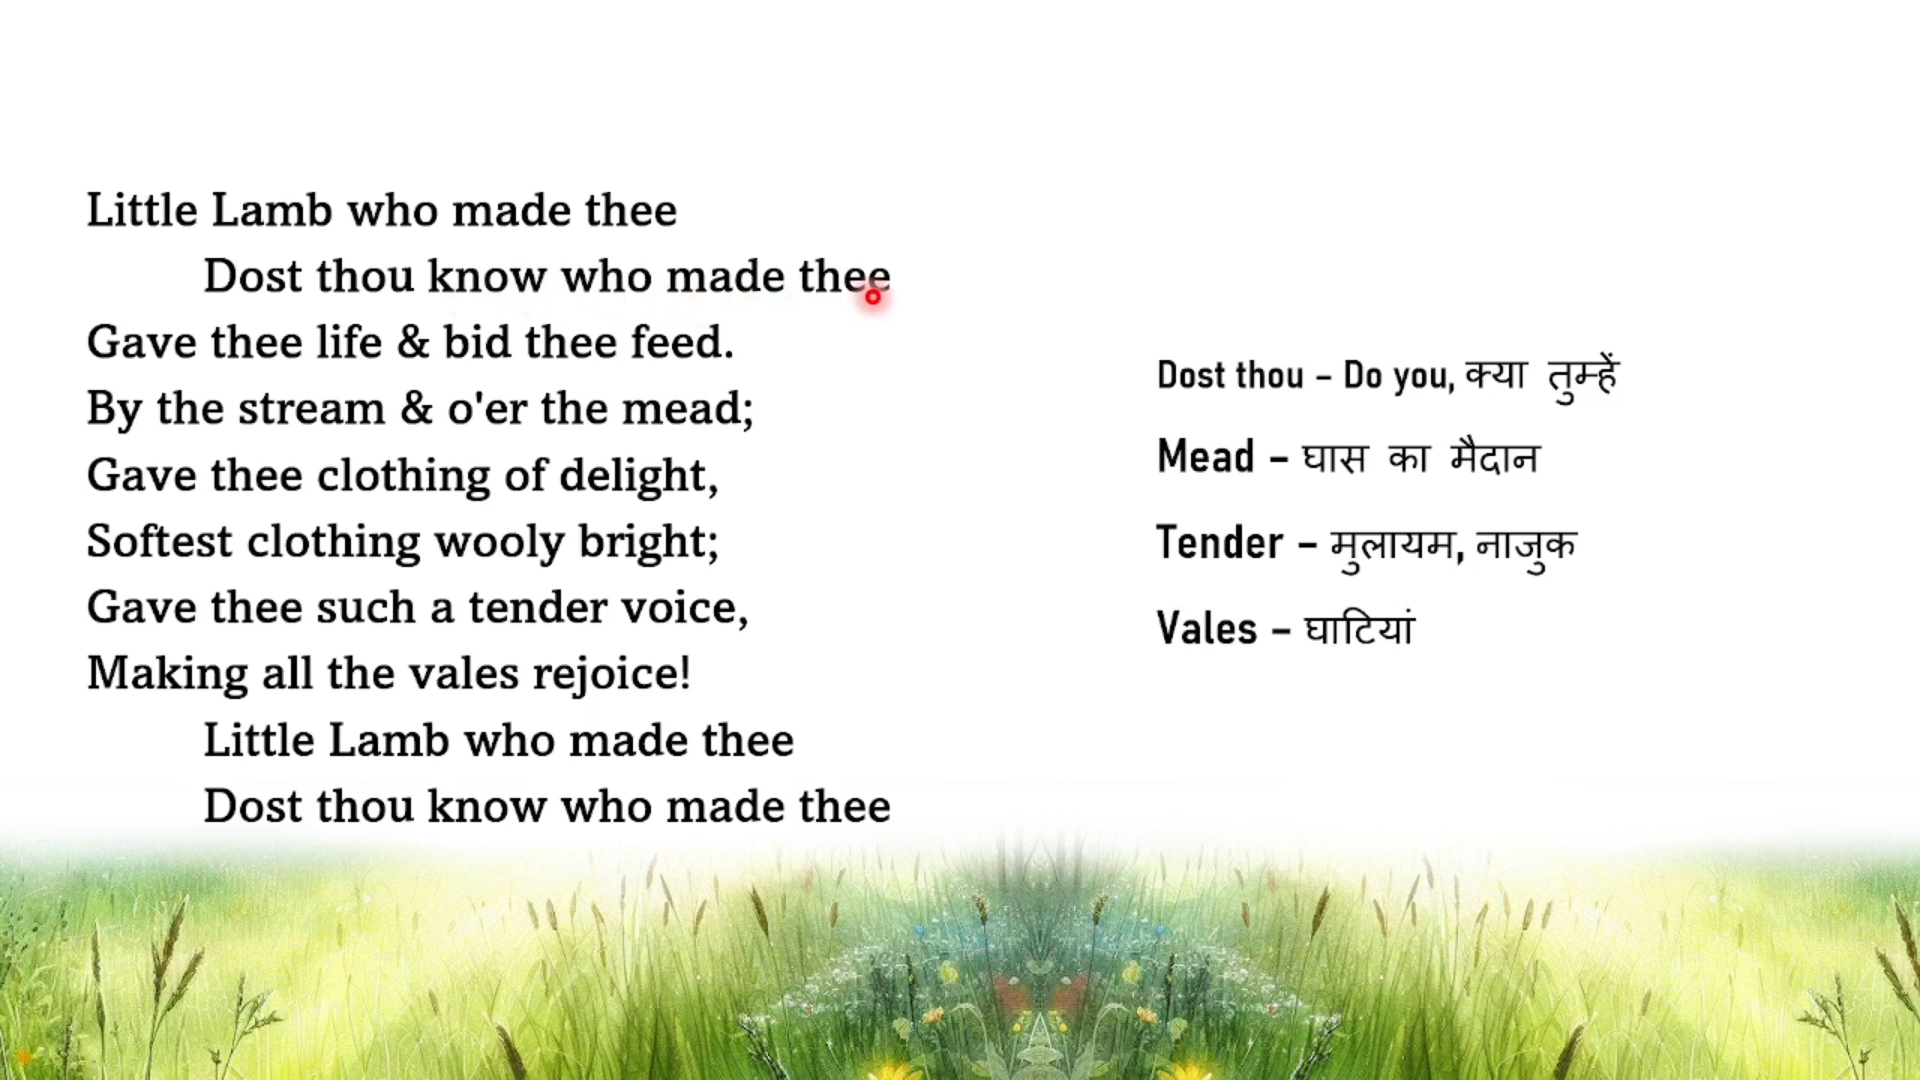 Little Lamb who made thee
Dost thou know who made thee
Gave thee life & bid thee feed.
By the stream & o'er the mead;
Gave thee clothing of delight,
Softest clothing wooly bright;
Gave thee such a tender voice,
Making all the vales rejoice!
Little Lamb who made thee
Dost thou know who made thee
Dost thou – Do you, क्या तुम्हें
Mead – घास का मैदान
Tender – मुलायम, नाजुक
Vales – घाटियां